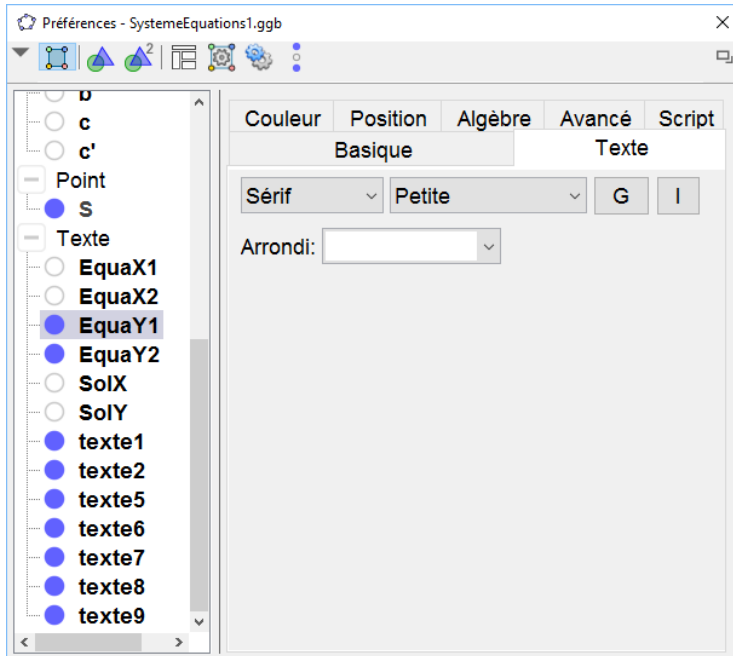 Préférences - SystemeEquations1.ggb
2
b
c
c'
Point
S
Texte
EquaX1
EquaX2
EquaY1
EquaY2
SolX
SolY
texte1
texte2
texte5
texte6
texte7
texte8
texte9
Couleur Position Algèbre Avancé Script
Basique Texte
Sérif Petite G I
Arrondi: